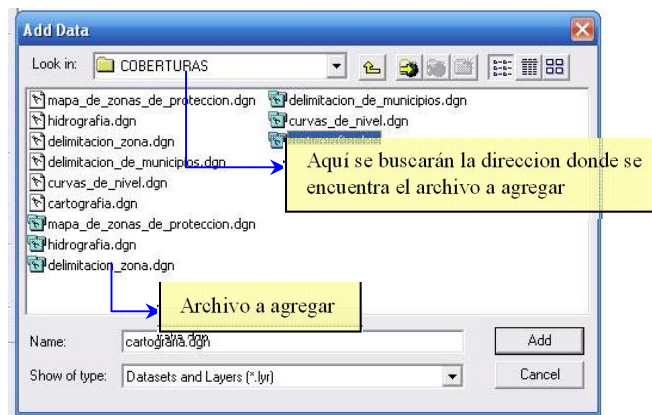 Add Data
Look in: COBERTURAS
mapa_de_zonas_de_proteccion.dgn
hidrografia.dgn
delimitacion_zona.dgn
delimitacion_de_municipios.dgn
curvas_de_nivel.dgn
cartografia.dgn
mapa_de_zonas_de_proteccion.dgn
hidrografia.dgn
delimitacion_zona.dgn
delimitacion_de_municipios.dgn
curvas_de_nivel.dgn
Aquí se buscarán la direccion donde se
encuentra el archivo a agregar
Archivo a agregar
Name: cartografia.dgn
Add
Show of type: Datasets and Layers (*.lyr)
Cancel